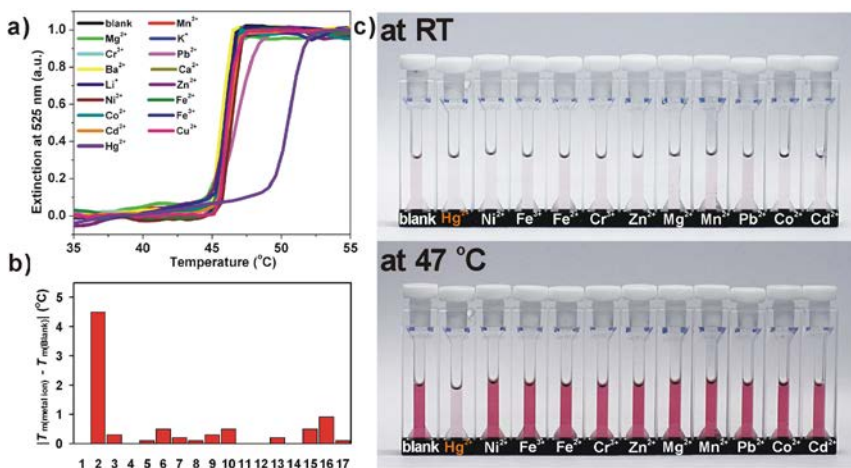 a)
blank Mn²⁺
Mg²⁺ K⁺
Cr³⁺ Pb²⁺
Ba²⁺ Ca²⁺
Li⁺ Zn²⁺
Ni²⁺ Fe²⁺
Co²⁺ Fe³⁺
Cd²⁺ Cu²⁺
Hg²⁺
Extinction at 525 nm (a.u.)
1.0
0.8
0.6
0.4
0.2
0.0
35 40 45 50 55
Temperature (°C)
b)
|T m(metal ion) - T m(Blank)| (°C)
5
4
3
2
1
0
1 2 3 4 5 6 7 8 9 10 11 12 13 14 15 16 17
c)
at RT
blank Hg²⁺ Ni²⁺ Fe³⁺ Fe²⁺ Cr³⁺ Zn²⁺ Mg²⁺ Mn²⁺ Pb²⁺ Co²⁺ Cd²⁺
at 47 °C
blank Hg²⁺ Ni²⁺ Fe³⁺ Fe²⁺ Cr³⁺ Zn²⁺ Mg²⁺ Mn²⁺ Pb²⁺ Co²⁺ Cd²⁺